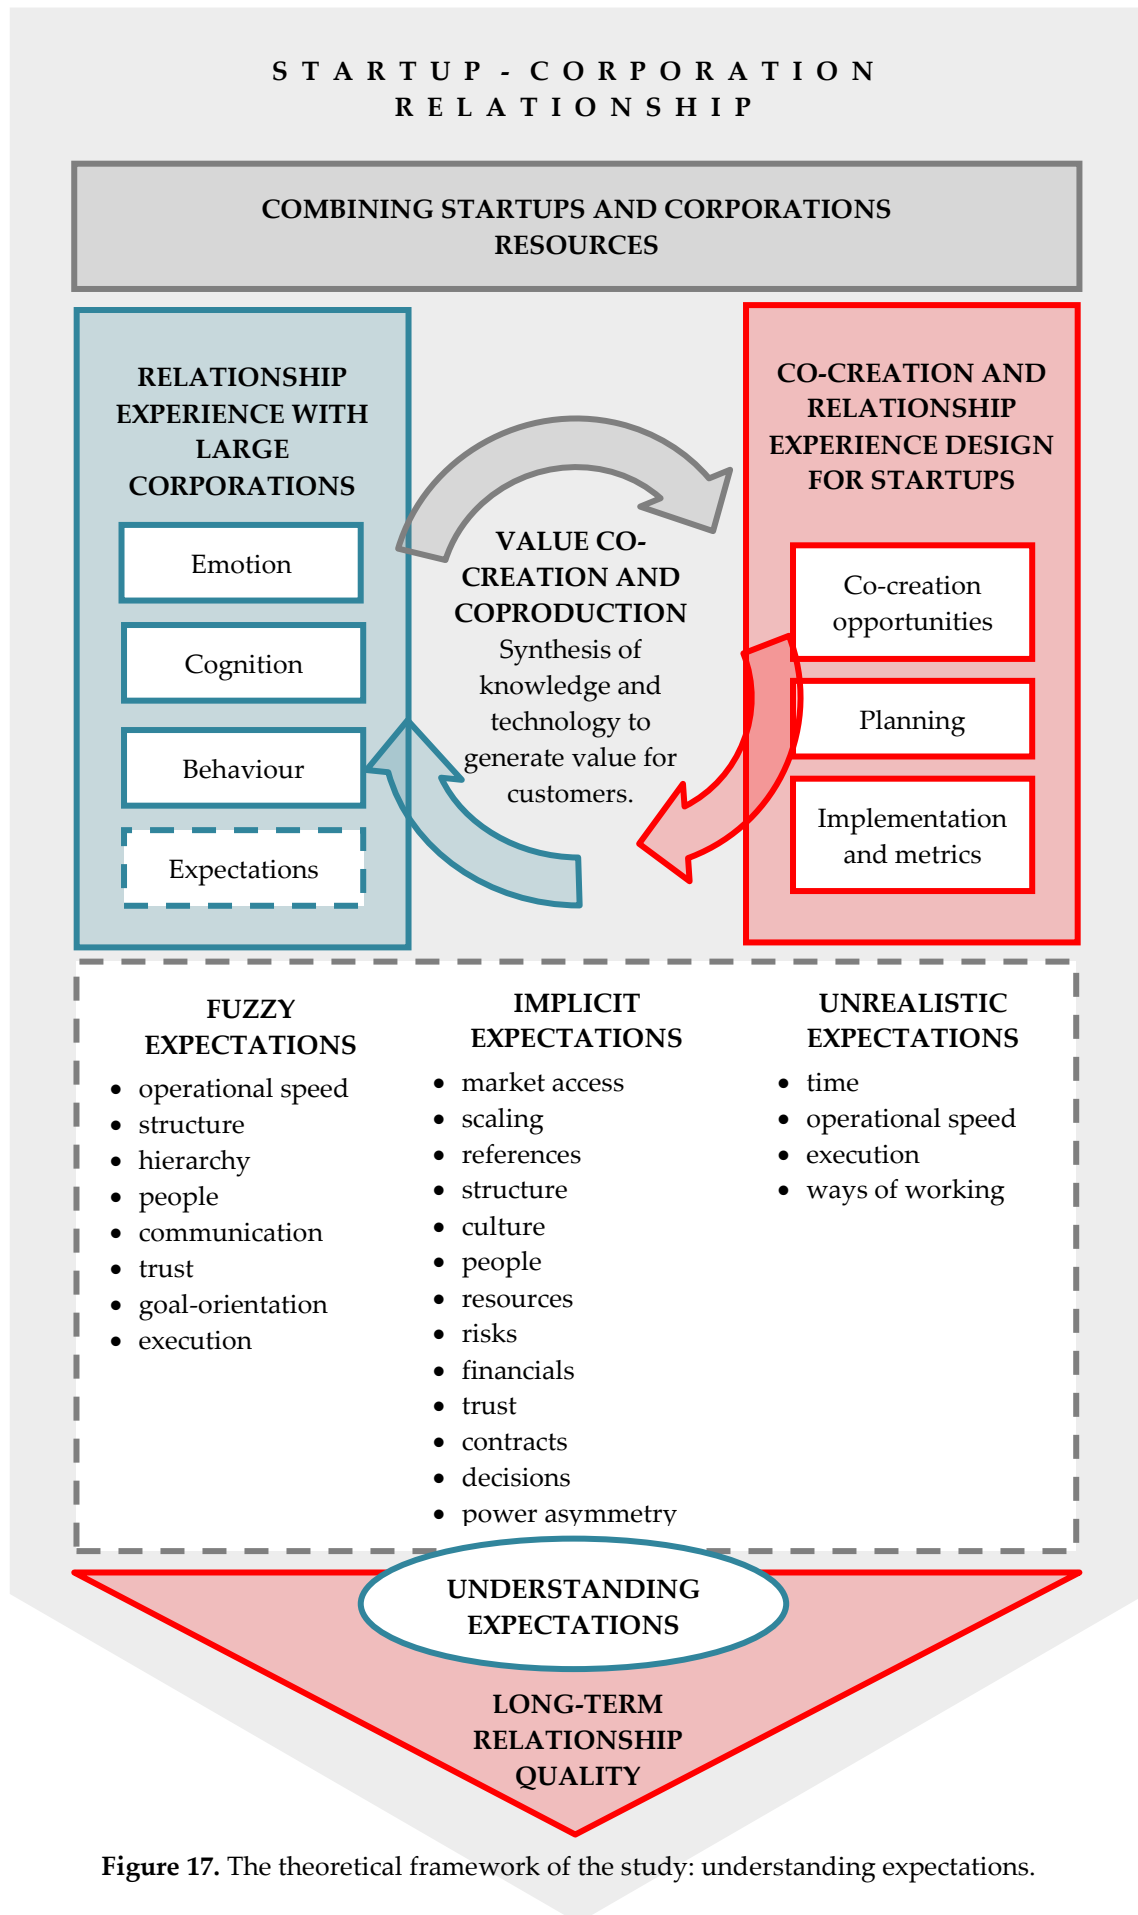 STARTUP-CORPORATION
RELATIONSHIP
COMBINING STARTUPS AND CORPORATIONS
RESOURCES
RELATIONSHIP
EXPERIENCE WITH
LARGE
CORPORATIONS
Emotion
Cognition
Behaviour
Expectations
VALUE CO-
CREATION AND
COPRODUCTION
Synthesis of
knowledge and
technology to
generate value for
customers.
CO-CREATION AND
RELATIONSHIP
EXPERIENCE DESIGN
FOR STARTUPS
Co-creation
opportunities
Planning
Implementation
and metrics
FUZZY
EXPECTATIONS
• operational speed
• structure
• hierarchy
• people
• communication
• trust
• goal-orientation
• execution
IMPLICIT
EXPECTATIONS
• market access
• scaling
• references
• structure
• culture
• people
• resources
• risks
• financials
• trust
• contracts
• decisions
• power asymmetry
UNREALISTIC
EXPECTATIONS
• time
• operational speed
• execution
• ways of working
UNDERSTANDING
EXPECTATIONS
LONG-TERM
RELATIONSHIP
QUALITY
Figure 17. The theoretical framework of the study: understanding expectations.